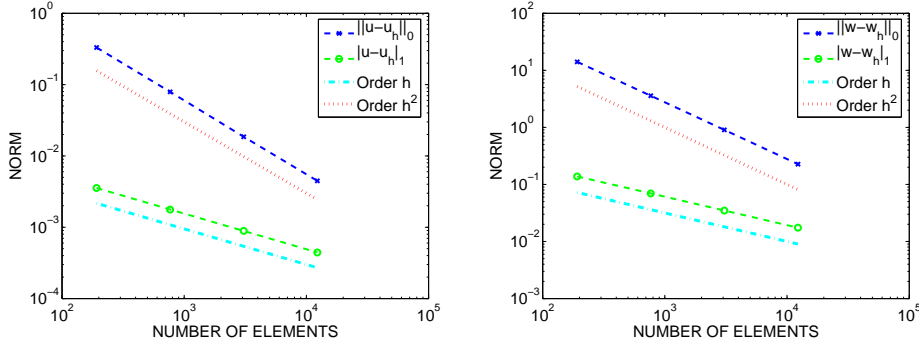 10^0
10^-1
10^-2
10^-3
10^-4
NORM
10^2
10^3
10^4
10^5
NUMBER OF ELEMENTS
||u−u_h||_0
|u−u_h|_1
Order h
Order h^2
10^2
10^1
10^0
10^-1
10^-2
10^-3
NORM
10^2
10^3
10^4
10^5
NUMBER OF ELEMENTS
||w−w_h||_0
|w−w_h|_1
Order h
Order h^2